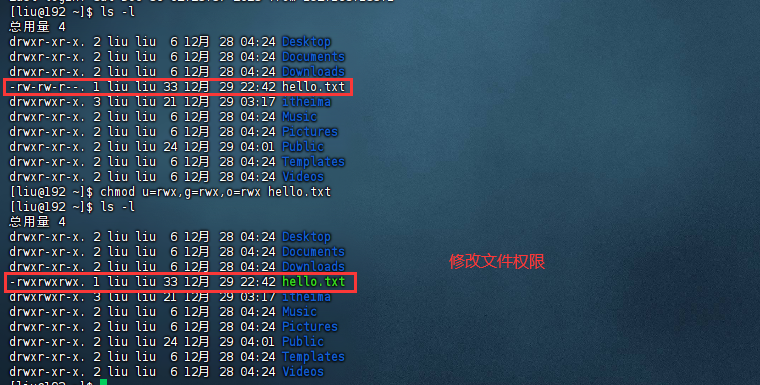 [liu@192 ~]$ ls -l
总用量 4
drwxr-xr-x. 2 liu liu  6 12月  28 04:24 Desktop
drwxr-xr-x. 2 liu liu  6 12月  28 04:24 Documents
drwxr-xr-x. 2 liu liu  6 12月  28 04:24 Downloads
-rw-rw-r--. 1 liu liu 33 12月  29 22:42 hello.txt
drwxrwxr-x. 3 liu liu 21 12月  29 03:17 itheima
drwxr-xr-x. 2 liu liu  6 12月  28 04:24 Music
drwxr-xr-x. 2 liu liu  6 12月  28 04:24 Pictures
drwxr-xr-x. 2 liu liu 24 12月  29 04:01 Public
drwxr-xr-x. 2 liu liu  6 12月  28 04:24 Templates
drwxr-xr-x. 2 liu liu  6 12月  28 04:24 Videos
[liu@192 ~]$ chmod u=rwx,g=rwx,o=rwx hello.txt
[liu@192 ~]$ ls -l
总用量 4
drwxr-xr-x. 2 liu liu  6 12月  28 04:24 Desktop
drwxr-xr-x. 2 liu liu  6 12月  28 04:24 Documents
drwxr-xr-x. 2 liu liu  6 12月  28 04:24 Downloads
修改文件权限
-rwxrwxrwx. 1 liu liu 33 12月  29 22:42 hello.txt
drwxrwxr-x. 3 liu liu 21 12月  29 03:17 itheima
drwxr-xr-x. 2 liu liu  6 12月  28 04:24 Music
drwxr-xr-x. 2 liu liu  6 12月  28 04:24 Pictures
drwxr-xr-x. 2 liu liu 24 12月  29 04:01 Public
drwxr-xr-x. 2 liu liu  6 12月  28 04:24 Templates
drwxr-xr-x. 2 liu liu  6 12月  28 04:24 Videos
[liu@192 ~]$